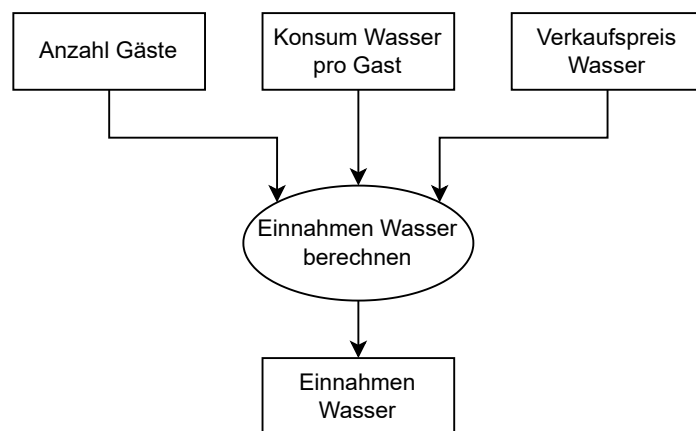 Anzahl Gäste
Konsum Wasser
pro Gast
Verkaufspreis
Wasser
Einnahmen Wasser
berechnen
Einnahmen
Wasser